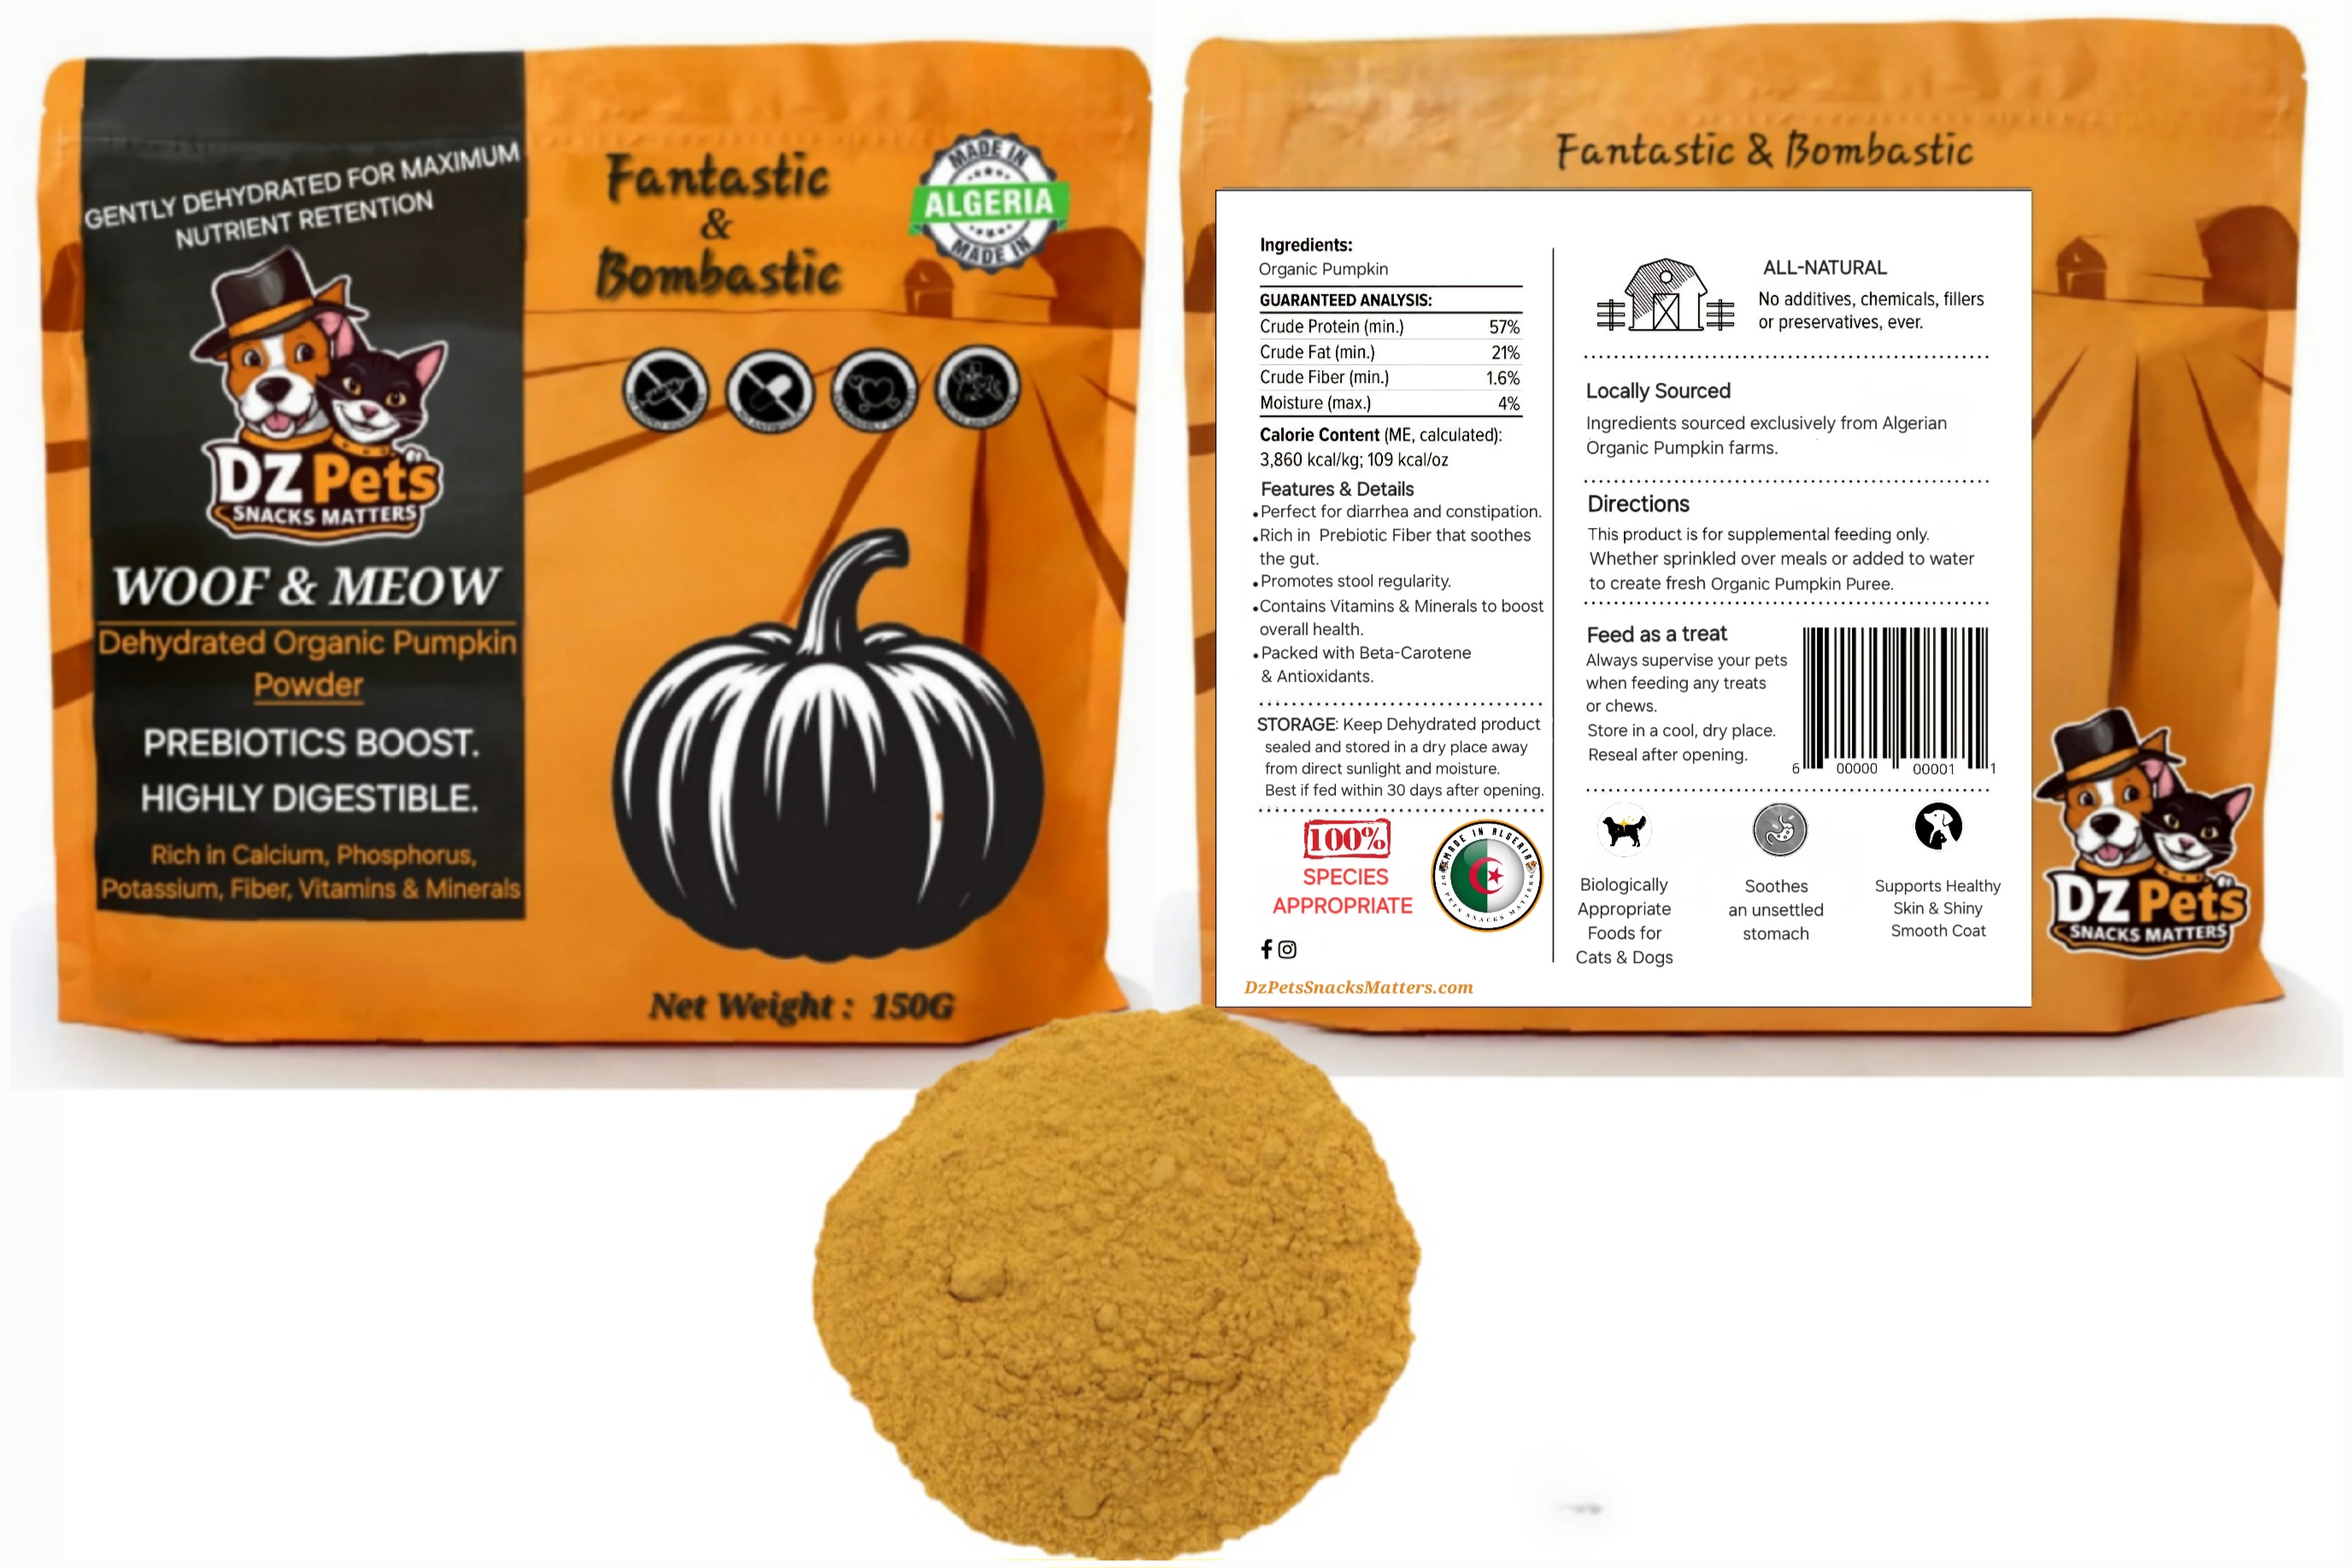 GENTLY DEHYDRATED FOR MAXIMUM
NUTRIENT RETENTION
DZ Pets
SNACKS MATTERS
WOOF & MEOW
Dehydrated Organic Pumpkin
Powder
PREBIOTICS BOOST.
HIGHLY DIGESTIBLE.
Rich in Calcium, Phosphorus,
Potassium, Fiber, Vitamins & Minerals
Fantastic
&
Bombastic
MADE IN
ALGERIA
MADE IN
Net Weight : 150G
Fantastic & Bombastic
Ingredients:
Organic Pumpkin
GUARANTEED ANALYSIS:
Crude Protein (min.) 57%
Crude Fat (min.) 21%
Crude Fiber (min.) 1.6%
Moisture (max.) 4%
Calorie Content (ME, calculated):
3,860 kcal/kg; 109 kcal/oz
Features & Details
•Perfect for diarrhea and constipation.
•Rich in Prebiotic Fiber that soothes
the gut.
•Promotes stool regularity.
•Contains Vitamins & Minerals to boost
overall health.
•Packed with Beta-Carotene
& Antioxidants.
STORAGE: Keep Dehydrated product
sealed and stored in a dry place away
from direct sunlight and moisture.
Best if fed within 30 days after opening.
100%
SPECIES
APPROPRIATE
MADE IN ALGERIA
DZ PETS SNACKS MATTERS
DzPetsSnacksMatters.com
ALL-NATURAL
No additives, chemicals, fillers
or preservatives, ever.
Locally Sourced
Ingredients sourced exclusively from Algerian
Organic Pumpkin farms.
Directions
This product is for supplemental feeding only.
Whether sprinkled over meals or added to water
to create fresh Organic Pumpkin Puree.
Feed as a treat
Always supervise your pets
when feeding any treats
or chews.
Store in a cool, dry place.
Reseal after opening.
6 00000 00001 1
Biologically
Appropriate
Foods for
Cats & Dogs
Soothes
an unsettled
stomach
Supports Healthy
Skin & Shiny
Smooth Coat
DZ Pets
SNACKS MATTERS